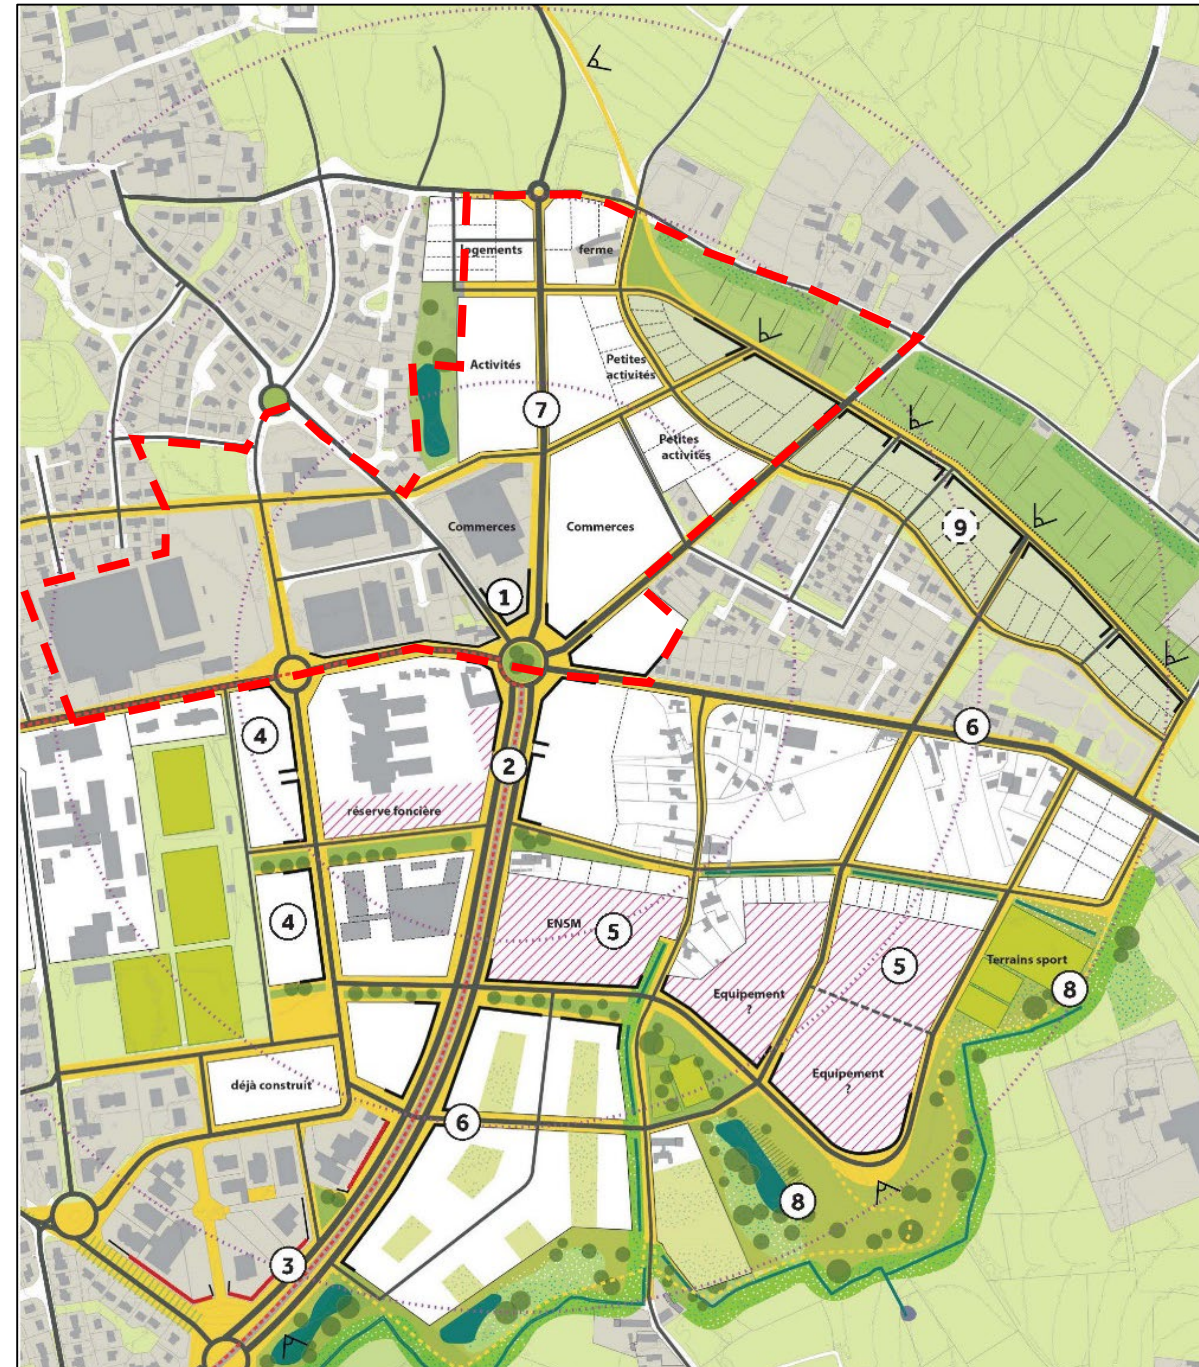 logements
ferme
Activités
Petites
activités
7
Petites
activités
Commerces
Commerces
9
1
6
4
2
réserve foncière
4
ENSM
5
5
Terrains sport
8
Equipement
?
Equipement
?
déjà construit
6
8
3